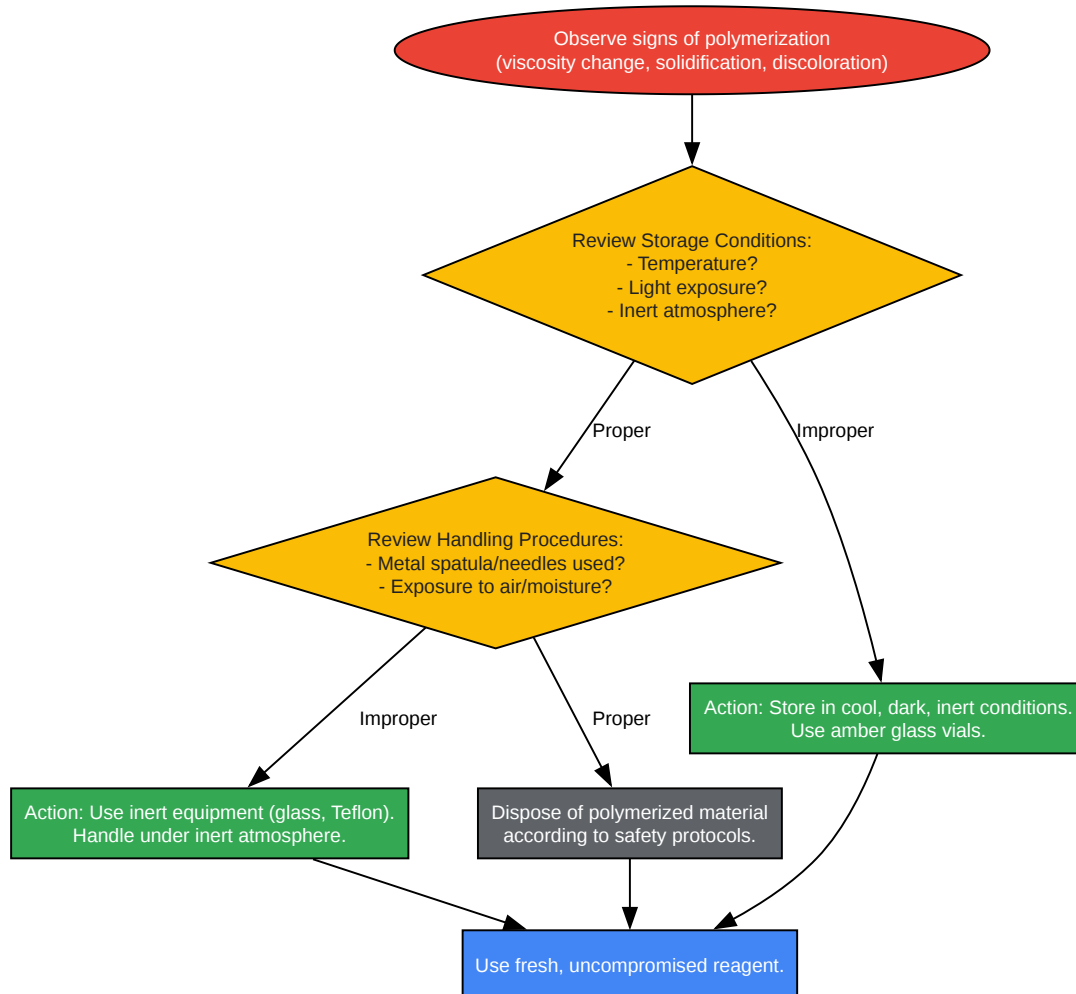 Observe signs of polymerization
(viscosity change, solidification, discoloration)
Review Storage Conditions:
- Temperature?
- Light exposure?
- Inert atmosphere?
Proper
Improper
Review Handling Procedures:
- Metal spatula/needles used?
- Exposure to air/moisture?
Improper
Proper
Action: Store in cool, dark, inert conditions.
Use amber glass vials.
Action: Use inert equipment (glass, Teflon).
Handle under inert atmosphere.
Dispose of polymerized material
according to safety protocols.
Use fresh, uncompromised reagent.